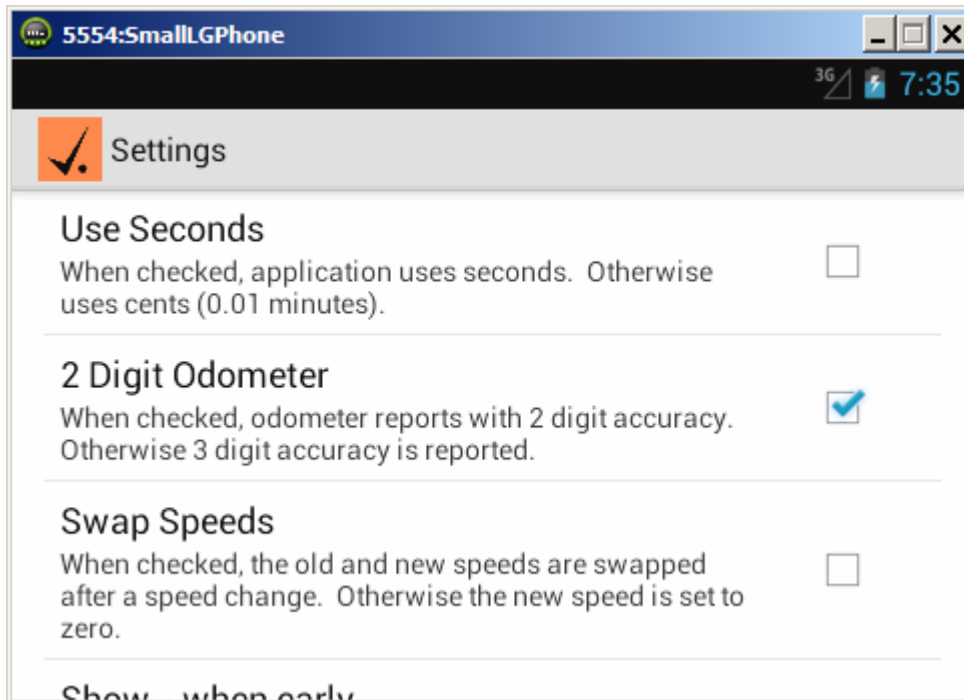 5554:SmallLGPhone
3G 7:35
Settings
Use Seconds
When checked, application uses seconds.  Otherwise
uses cents (0.01 minutes).
2 Digit Odometer
When checked, odometer reports with 2 digit accuracy.
Otherwise 3 digit accuracy is reported.
Swap Speeds
When checked, the old and new speeds are swapped
after a speed change.  Otherwise the new speed is set to
zero.
Show - when early